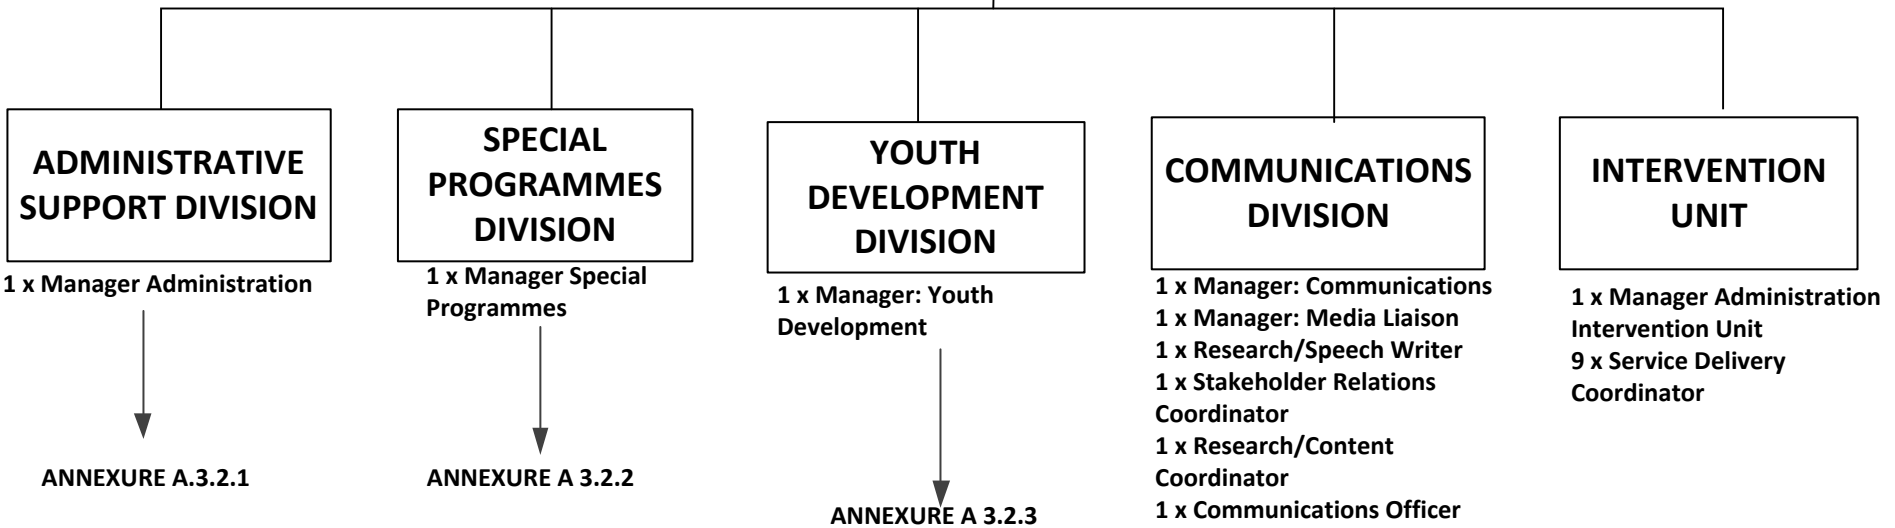 ADMINISTRATIVE
SUPPORT DIVISION
1 x Manager Administration
ANNEXURE A.3.2.1
SPECIAL
PROGRAMMES
DIVISION
1 x Manager Special
Programmes
ANNEXURE A 3.2.2
YOUTH
DEVELOPMENT
DIVISION
1 x Manager: Youth
Development
ANNEXURE A 3.2.3
COMMUNICATIONS
DIVISION
1 x Manager: Communications
1 x Manager: Media Liaison
1 x Research/Speech Writer
1 x Stakeholder Relations
Coordinator
1 x Research/Content
Coordinator
1 x Communications Officer
INTERVENTION
UNIT
1 x Manager Administration
Intervention Unit
9 x Service Delivery
Coordinator